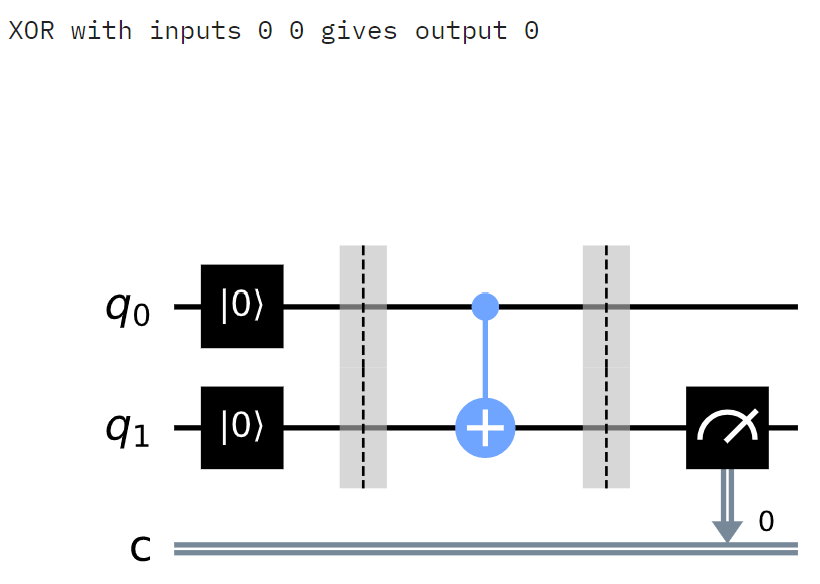 XOR with inputs 0 0 gives output 0
q0 |0⟩
q1 |0⟩
0
c